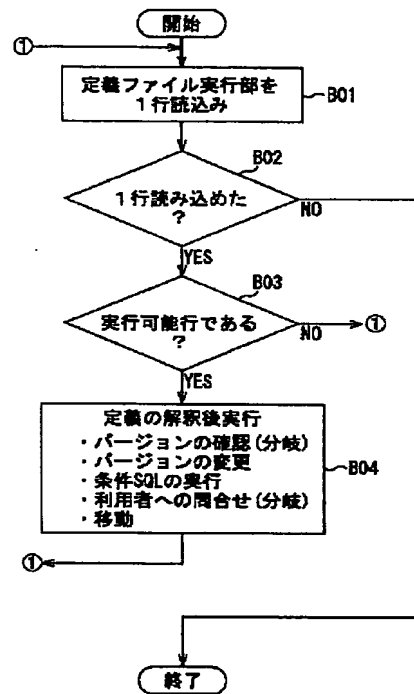 開始
①
定義ファイル実行部を
1行読込み
B01
B02
1行読み込めた
?
NO
YES
B03
実行可能行である
?
NO
①
YES
定義の解釈後実行
・バージョンの確認(分岐)
・バージョンの変更
・条件SQLの実行
・利用者への問合せ(分岐)
・移動
B04
①
終了